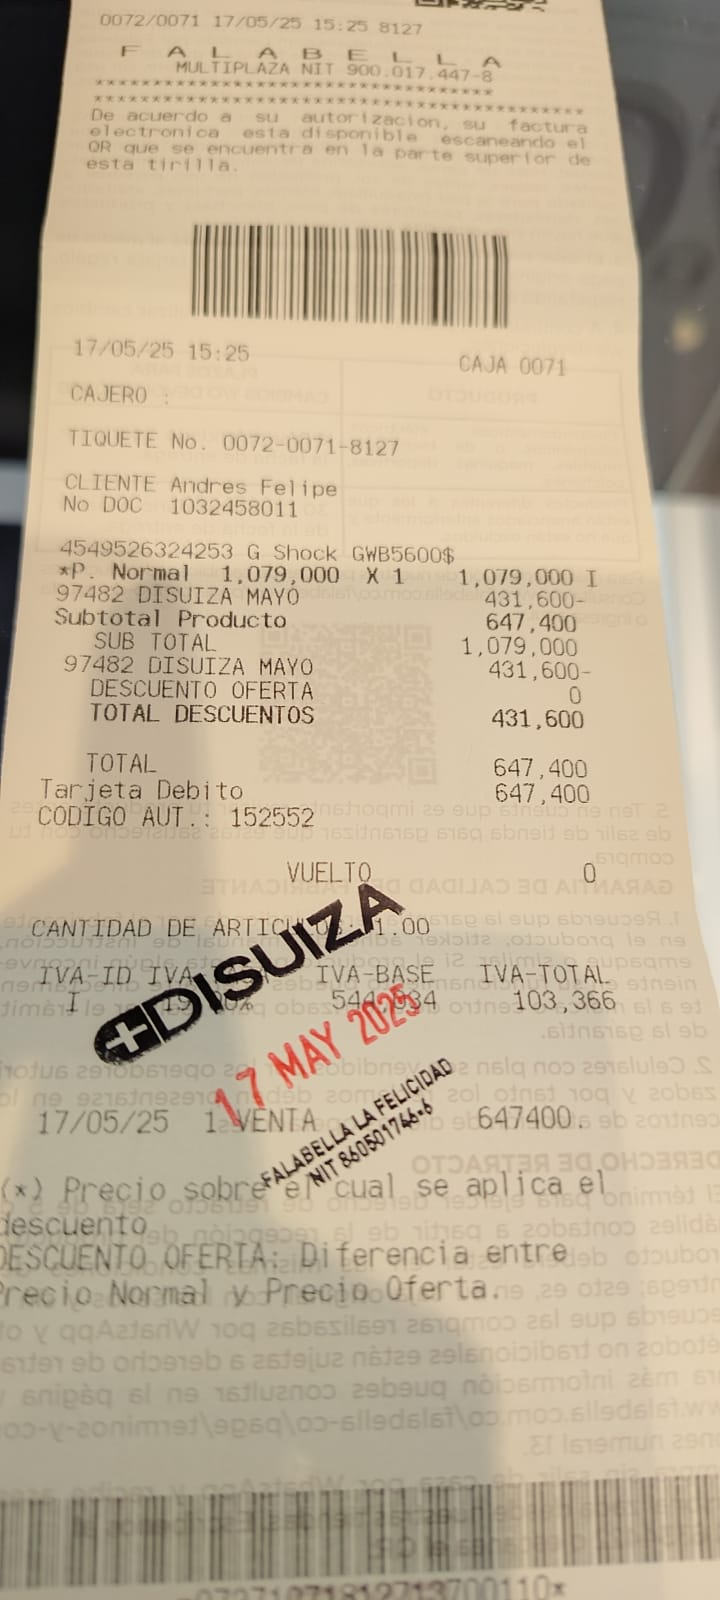 0072/0071 17/05/25 15:25 8127
F A L A B E L L A
MULTIPLAZA NIT 900.017.447-8
De acuerdo a su autorizacion, su factura
electronica esta disponible escaneando el
QR que se encuentra en la parte superior de
esta tirilla.
17/05/25 15:25 CAJA 0071
CAJERO :
TIQUETE No. 0072-0071-8127
CLIENTE Andres Felipe
No DOC 1032458011
4549526324253 G Shock GWB5600$
*P. Normal 1,079,000 X 1 1,079,000 I
97482 DISUIZA MAYO 431,600-
Subtotal Producto 647,400
SUB TOTAL 1,079,000
97482 DISUIZA MAYO 431,600-
DESCUENTO OFERTA 0
TOTAL DESCUENTOS 431,600
TOTAL 647,400
Tarjeta Debito 647,400
CODIGO AUT.: 152552
VUELTO 0
CANTIDAD DE 1.00
DISUIZA
IVA-ID IVA IVA-BASE IVA-TOTAL
I 103,366
17 MAY 2025
17/05/25 1 VENTA 647400.
FALABELLA LA FELICIDAD
NIT 860501746-6
(*) Precio sobre el cual se aplica el
descuento
DESCUENTO OFERTA: Diferencia entre
Precio Normal y Precio Oferta.